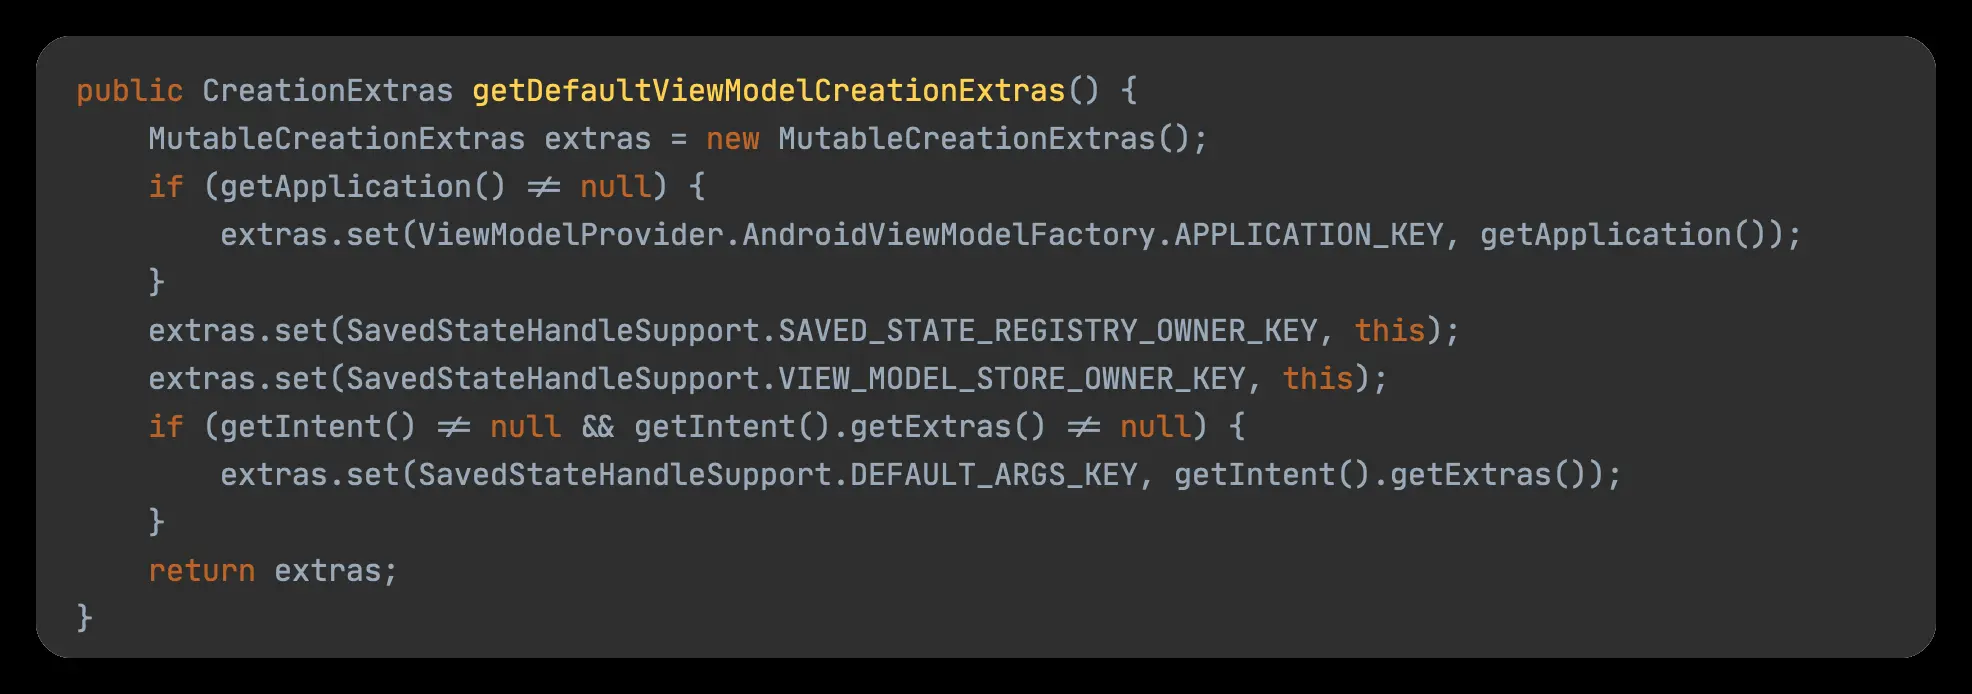 public CreationExtras getDefaultViewModelCreationExtras() {
    MutableCreationExtras extras = new MutableCreationExtras();
    if (getApplication() != null) {
        extras.set(ViewModelProvider.AndroidViewModelFactory.APPLICATION_KEY, getApplication());
    }
    extras.set(SavedStateHandleSupport.SAVED_STATE_REGISTRY_OWNER_KEY, this);
    extras.set(SavedStateHandleSupport.VIEW_MODEL_STORE_OWNER_KEY, this);
    if (getIntent() != null && getIntent().getExtras() != null) {
        extras.set(SavedStateHandleSupport.DEFAULT_ARGS_KEY, getIntent().getExtras());
    }
    return extras;
}